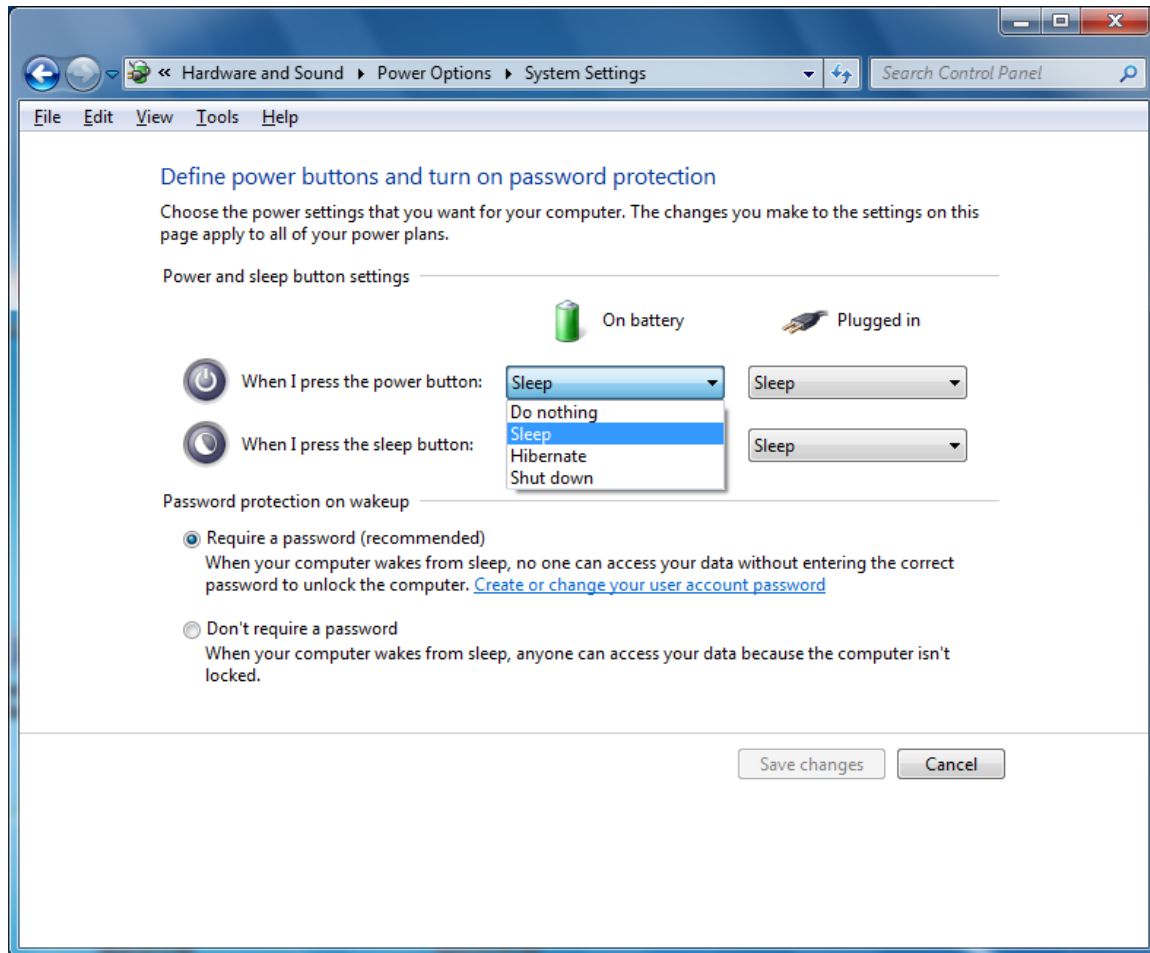 « Hardware and Sound ▸ Power Options ▸ System Settings
Search Control Panel
File Edit View Tools Help
Define power buttons and turn on password protection
Choose the power settings that you want for your computer. The changes you make to the settings on this
page apply to all of your power plans.
Power and sleep button settings
On battery Plugged in
When I press the power button: Sleep Sleep
Do nothing
Sleep
When I press the sleep button: Sleep
Hibernate
Shut down
Password protection on wakeup
Require a password (recommended)
When your computer wakes from sleep, no one can access your data without entering the correct
password to unlock the computer. Create or change your user account password
Don't require a password
When your computer wakes from sleep, anyone can access your data because the computer isn't
locked.
Save changes Cancel